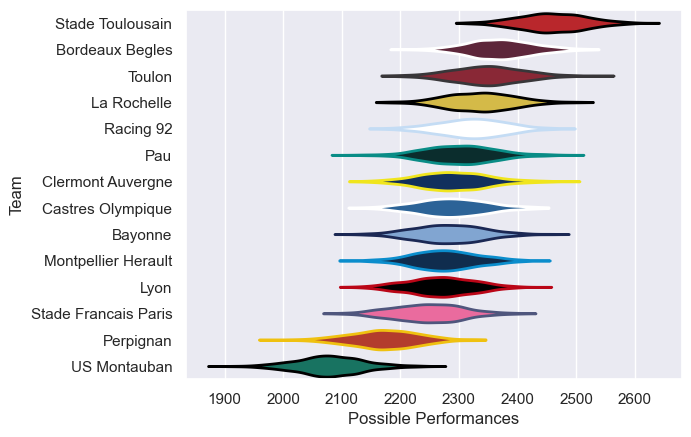 Stade Toulousain
Bordeaux Begles
Toulon
La Rochelle
Racing 92
Pau
Clermont Auvergne
Castres Olympique
Bayonne
Montpellier Herault
Lyon
Stade Francais Paris
Perpignan
US Montauban
Team
1900 2000 2100 2200 2300 2400 2500 2600
Possible Performances